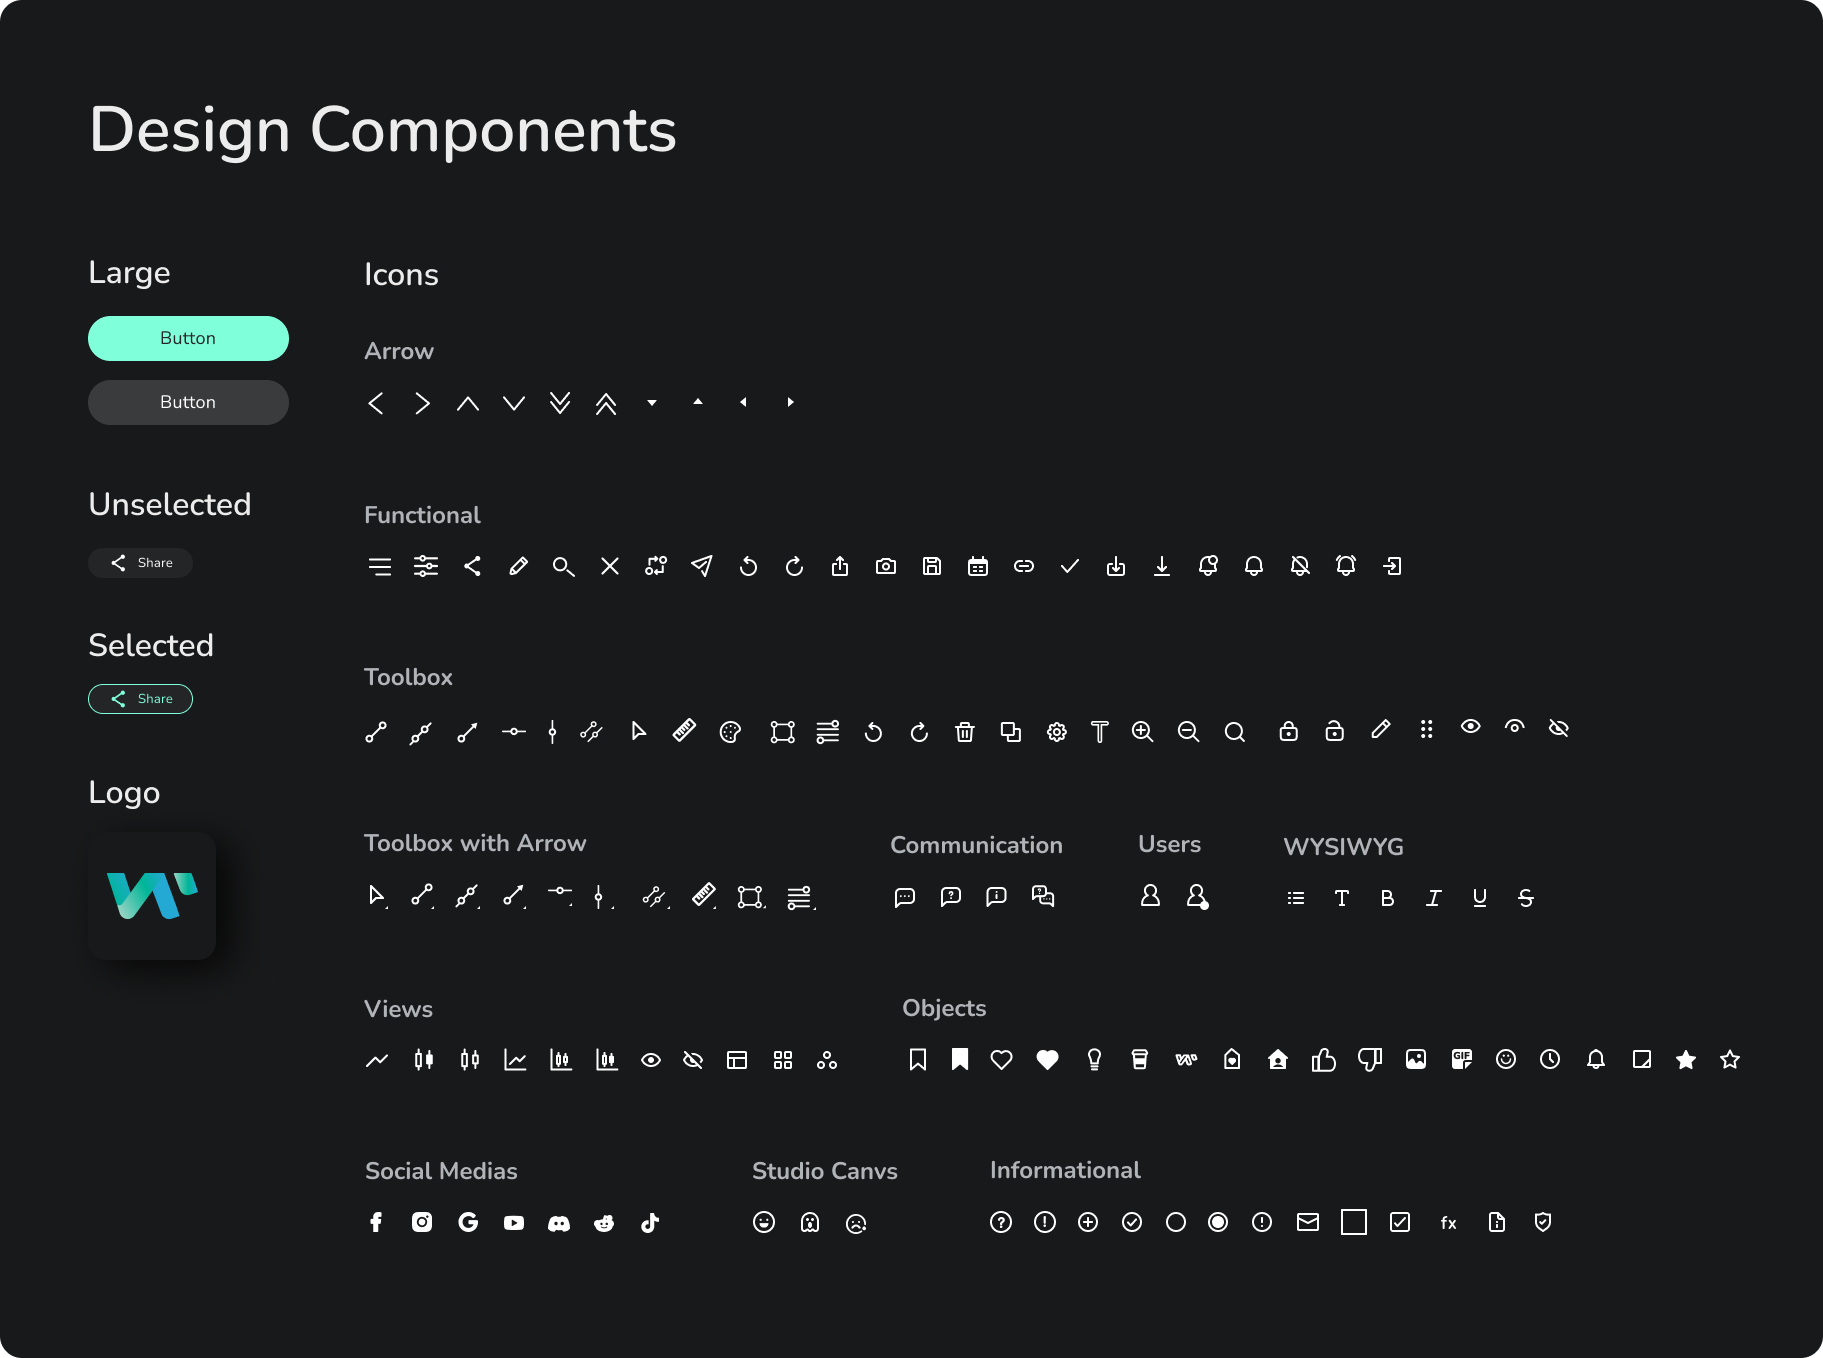 Design Components
Large
Button
Button
Unselected
Share
Selected
Share
Logo
Icons
Arrow
Functional
Toolbox
Toolbox with Arrow
Communication
Users
WYSIWYG
T B I U S
Views
Objects
GIF
Social Medias
Studio Canvs
Informational
fx